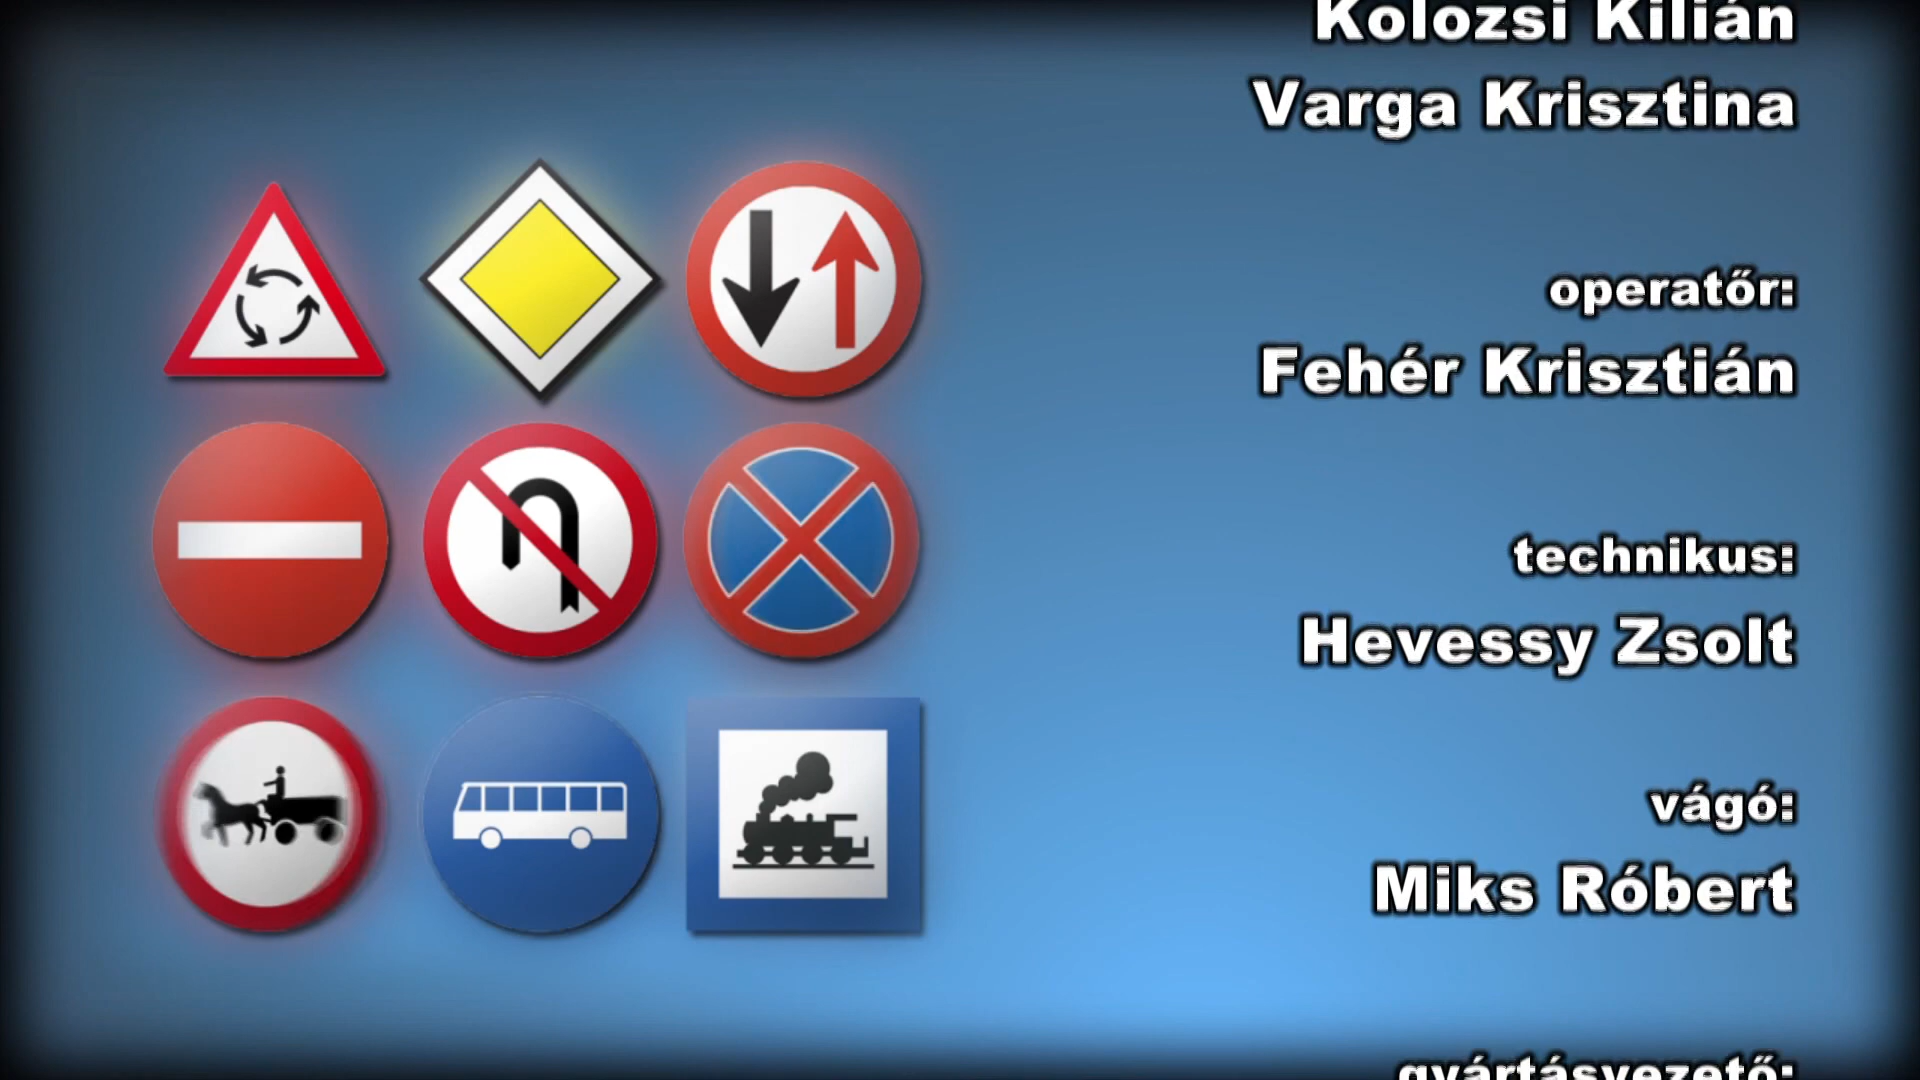 Kolozsi Kilián
Varga Krisztina
operatőr:
Fehér Krisztián
technikus:
Hevessy Zsolt
vágó:
Miks Róbert
gyártásvezető: